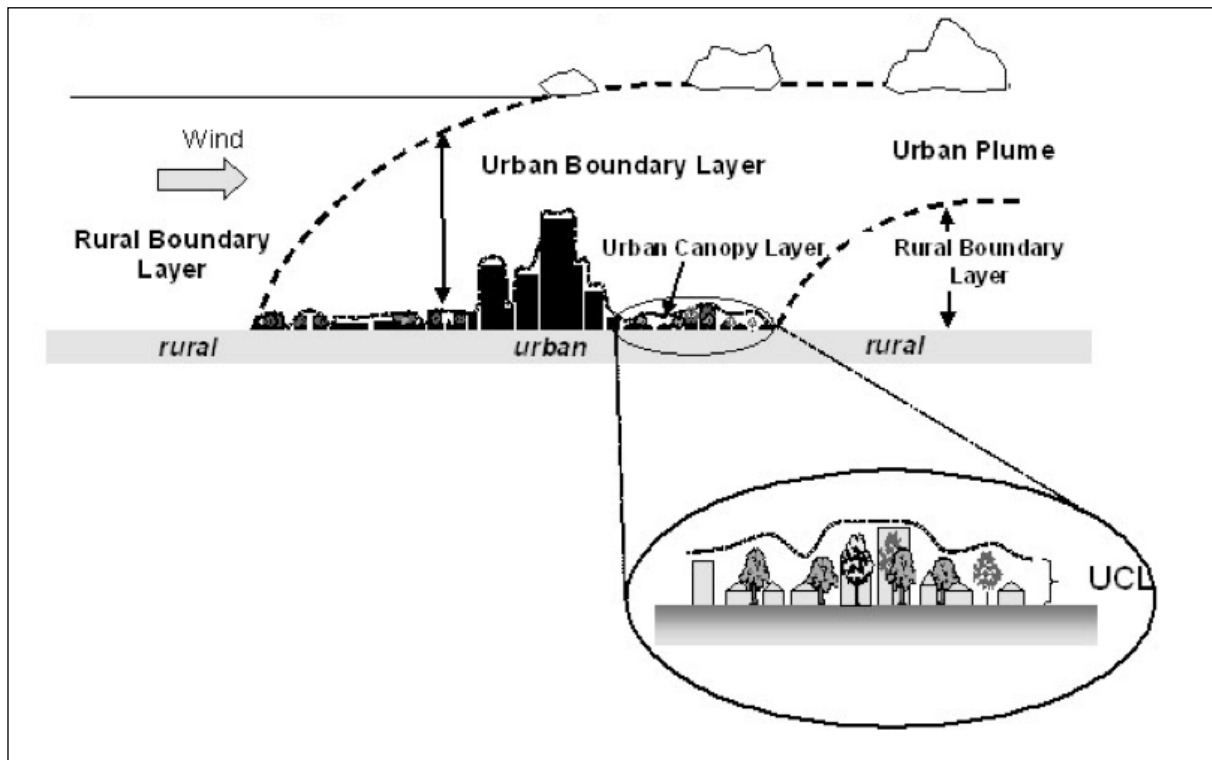 Wind
Urban Boundary Layer
Urban Plume
Rural Boundary
Layer
Urban Canopy Layer
Rural Boundary
Layer
rural
urban
rural
UCL